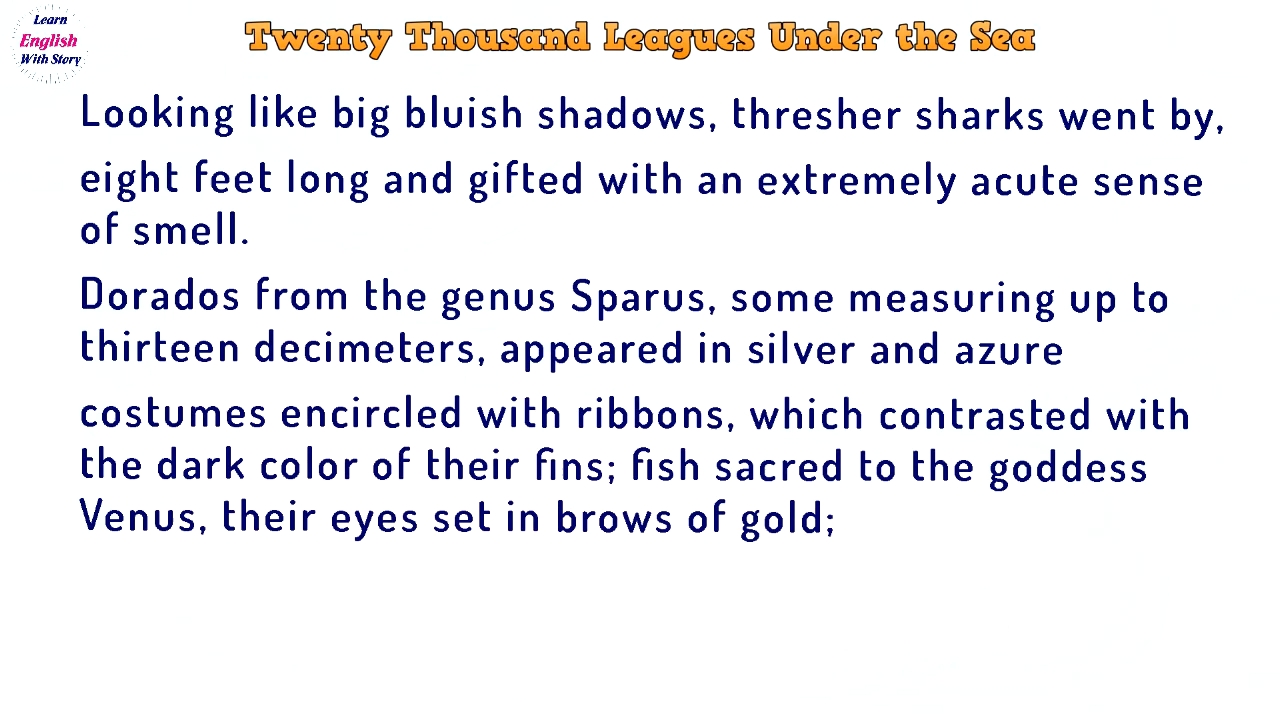 Learn
English
With Story
Twenty Thousand Leagues Under the Sea
Looking like big bluish shadows, thresher sharks went by,
eight feet long and gifted with an extremely acute sense
of smell.
Dorados from the genus Sparus, some measuring up to
thirteen decimeters, appeared in silver and azure
costumes encircled with ribbons, which contrasted with
the dark color of their fins; fish sacred to the goddess
Venus, their eyes set in brows of gold;